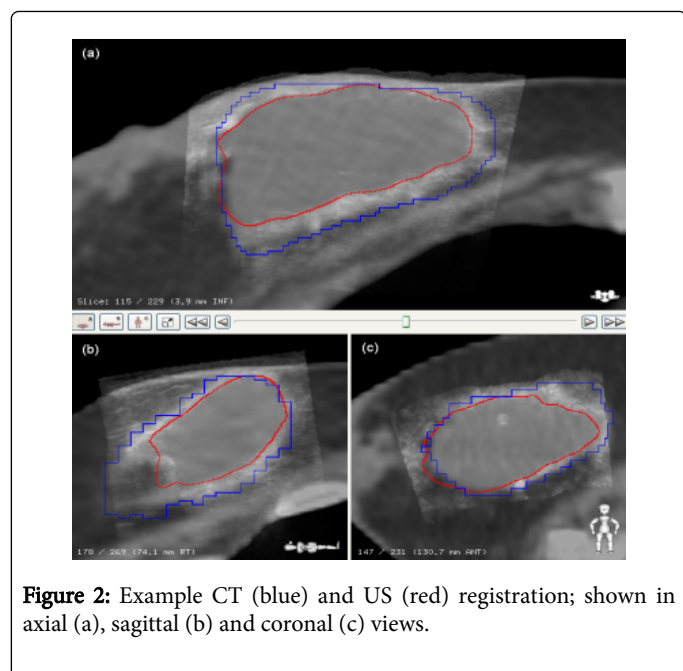 (a)
Slice: 115 / 229 (3.9 mm INF)
(b)
(c)
178 / 269 (74.1 mm RT)
147 / 231 (130.7 mm ANT)
Figure 2: Example CT (blue) and US (red) registration; shown in
axial (a), sagittal (b) and coronal (c) views.